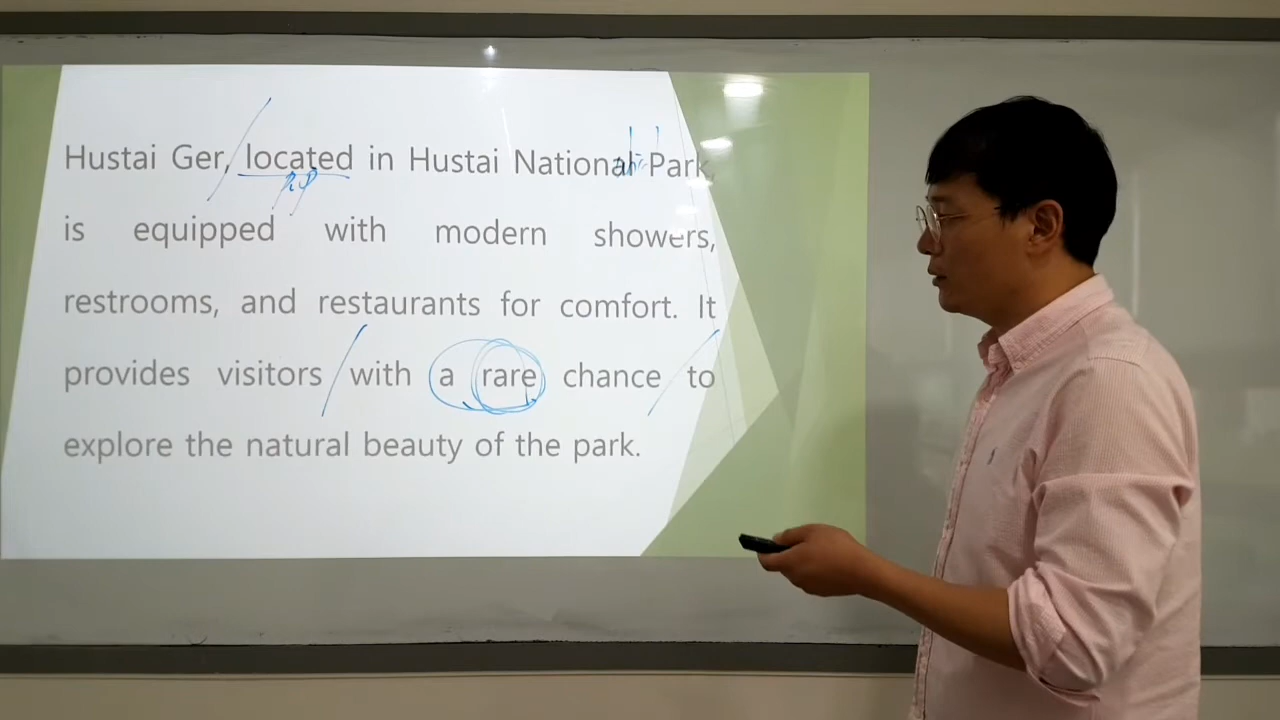 Hustai Ger, located in Hustai National Park,
is equipped with modern showers,
restrooms, and restaurants for comfort. It
provides visitors with a rare chance to
explore the natural beauty of the park.